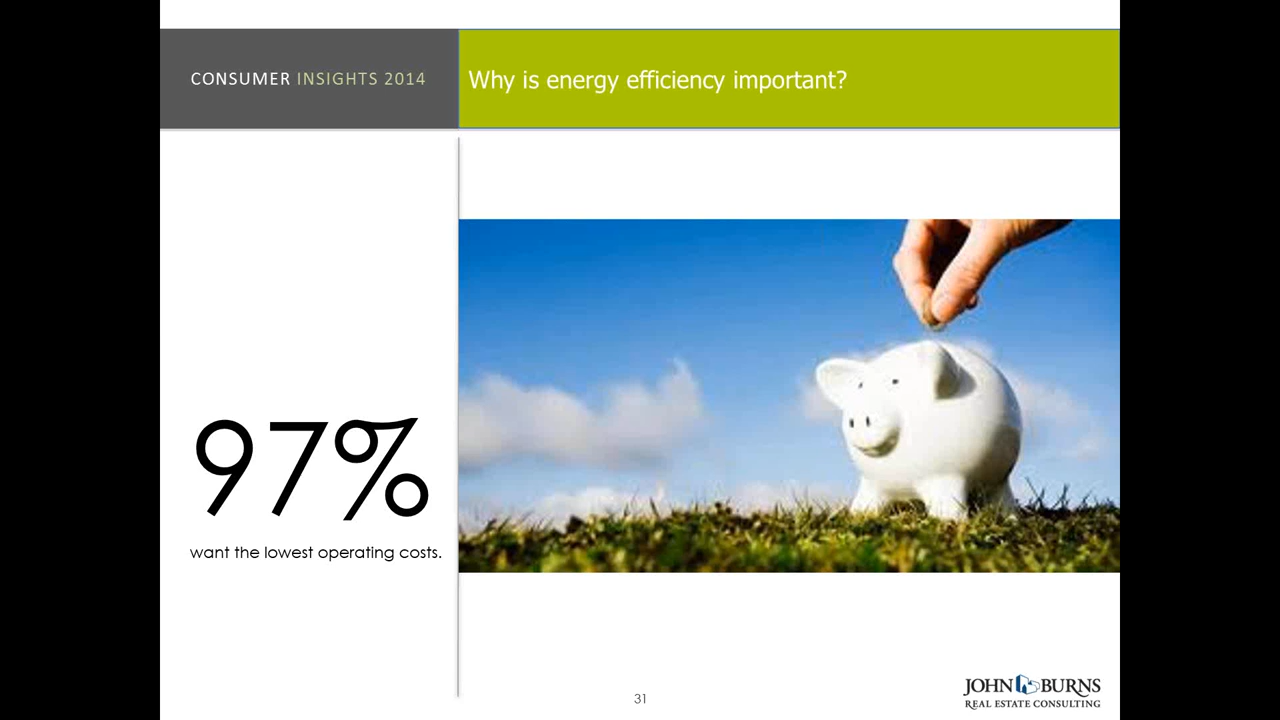 CONSUMER INSIGHTS 2014
Why is energy efficiency important?
97%
want the lowest operating costs.
31
JOHN BURNS
REAL ESTATE CONSULTING